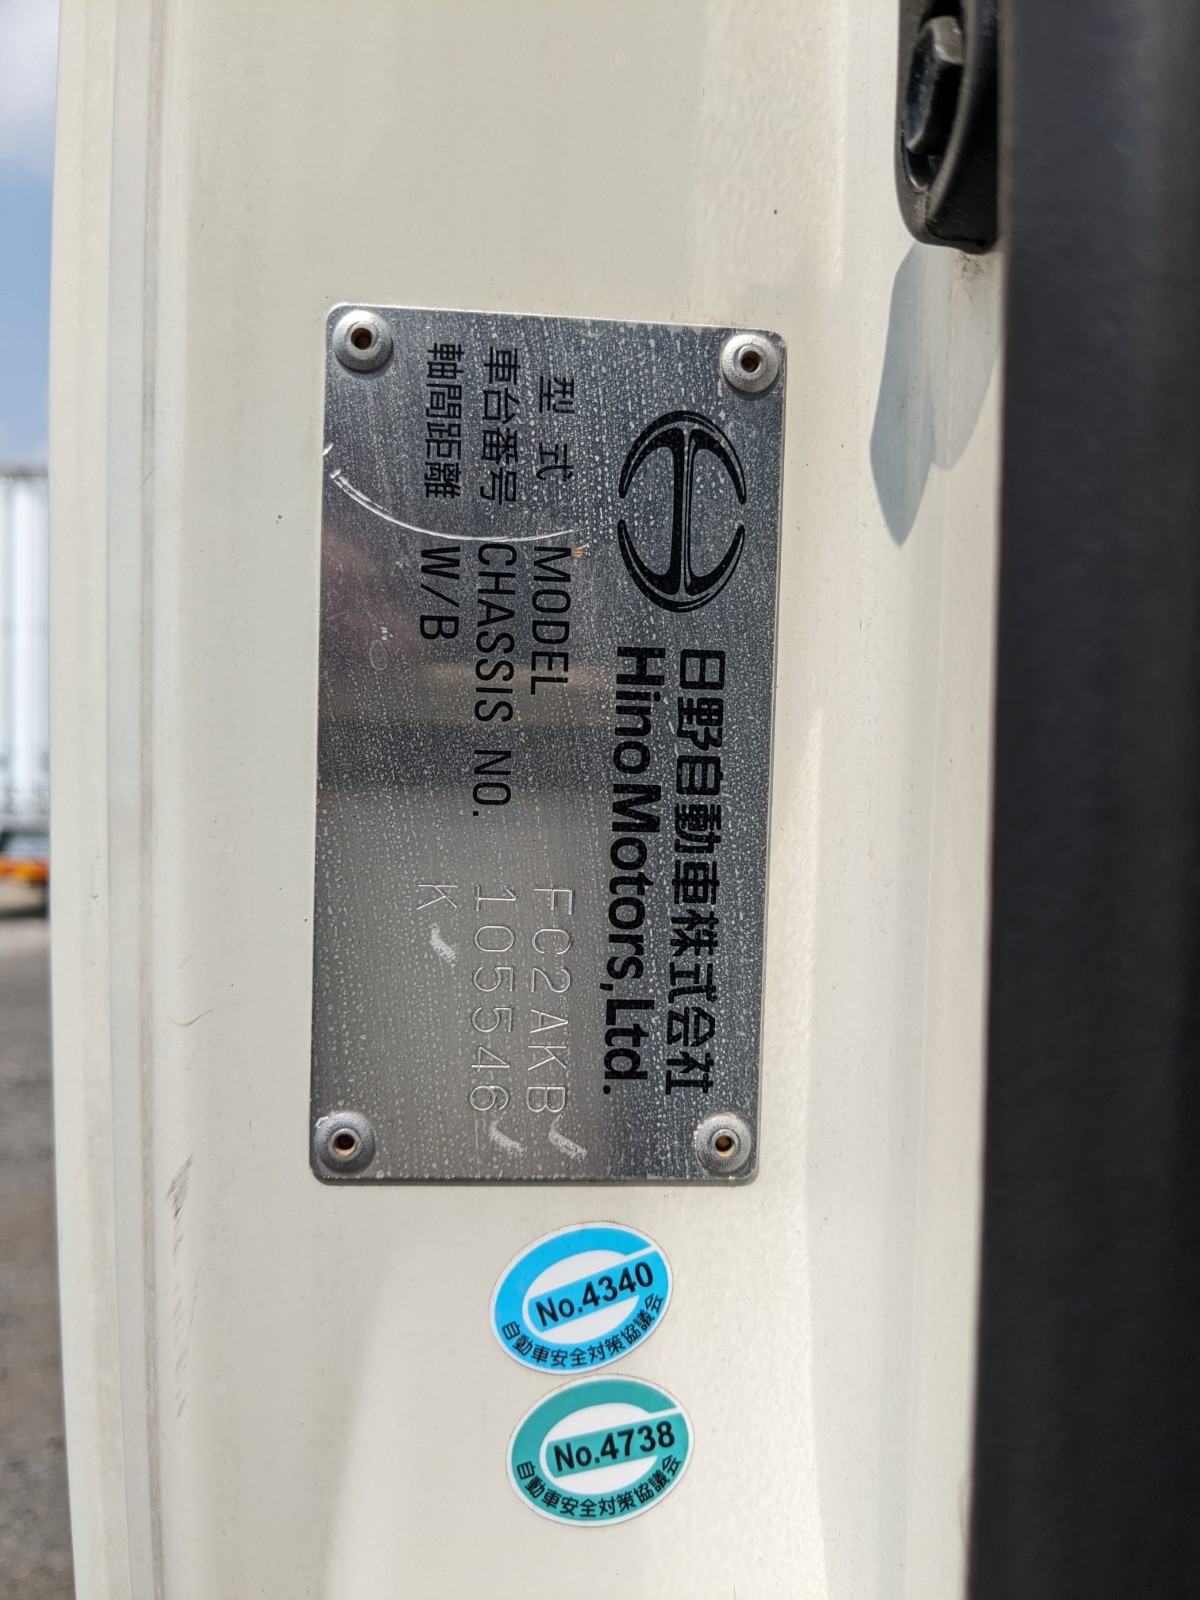 日野自動車株式会社
Hino Motors, Ltd.
型式 MODEL FC2AKB
車台番号 CHASSIS NO. 105546
軸間距離 W/B K
No.4340
自動車安全対策協議会
No.4738
自動車安全対策協議会